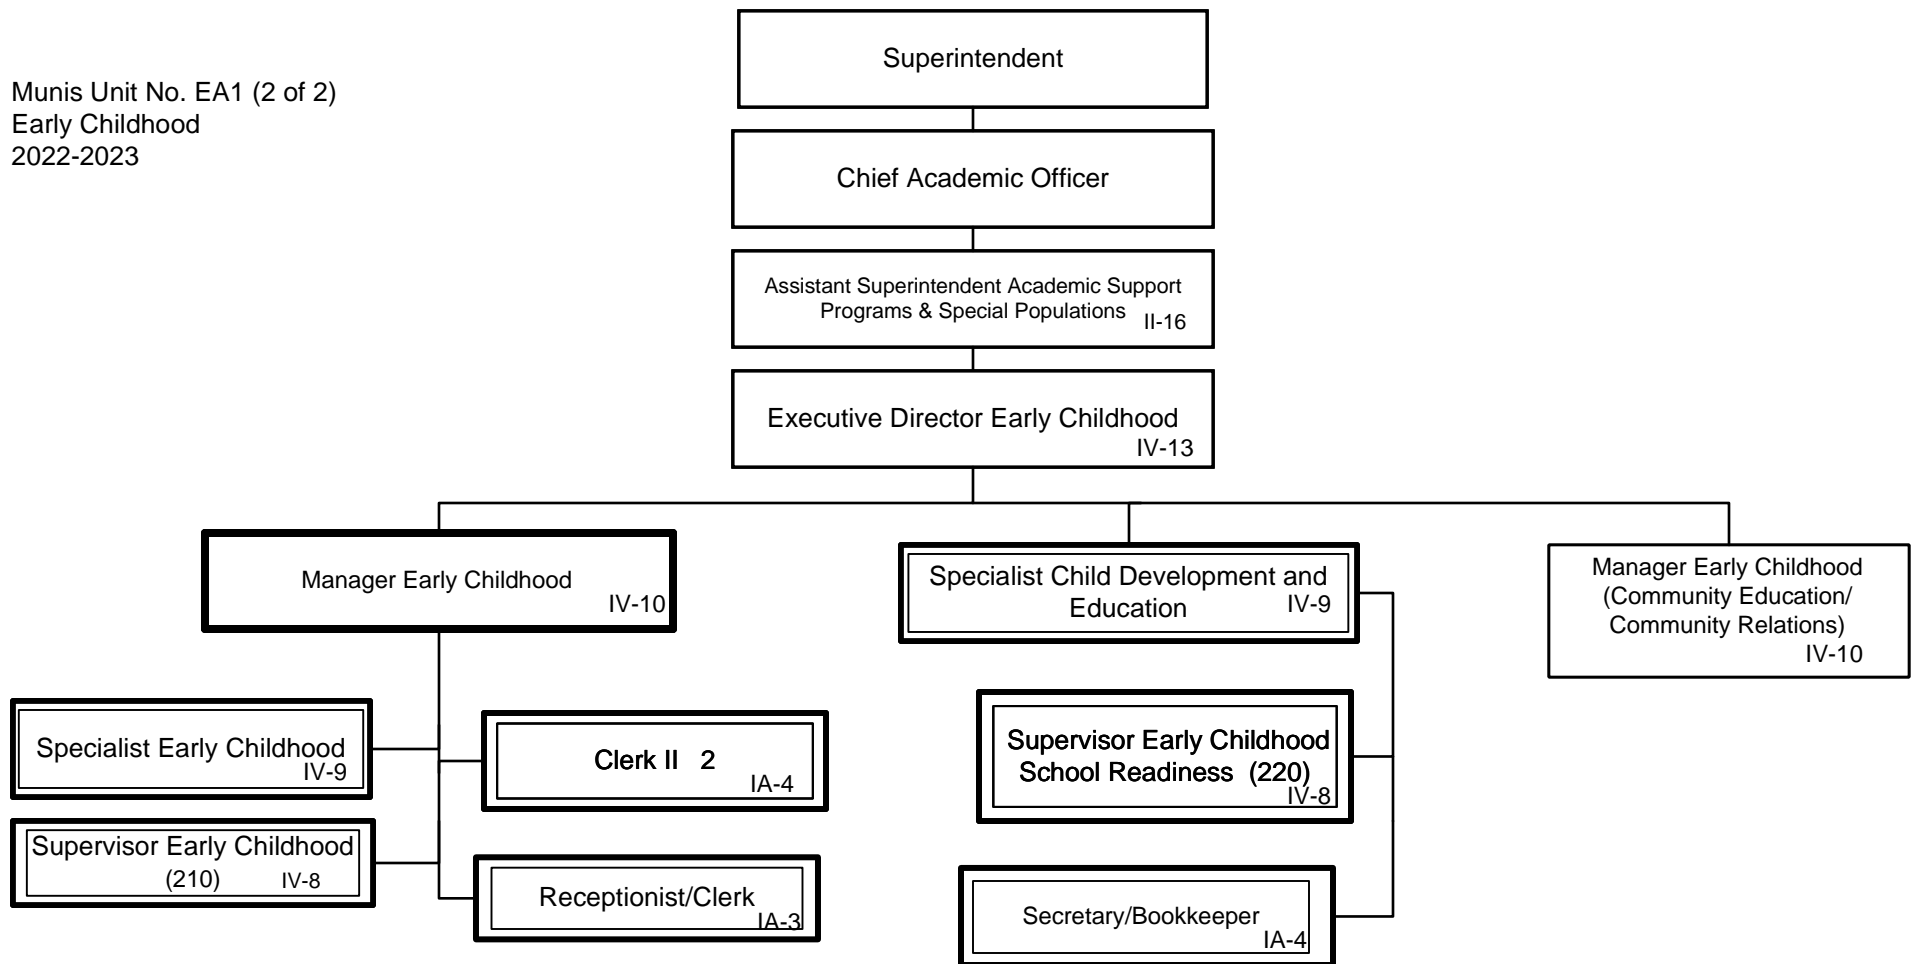 Munis Unit No. EA1 (2 of 2)
Early Childhood
2022-2023
Superintendent
Chief Academic Officer
Assistant Superintendent Academic Support
Programs & Special Populations
II-16
Executive Director Early Childhood
IV-13
Manager Early Childhood
IV-10
Specialist Early Childhood
IV-9
Supervisor Early Childhood
(210) IV-8
Clerk II 2
IA-4
Receptionist/Clerk
IA-3
Specialist Child Development and
Education IV-9
Supervisor Early Childhood
School Readiness (220)
IV-8
Secretary/Bookkeeper
IA-4
Manager Early Childhood
(Community Education/
Community Relations)
IV-10